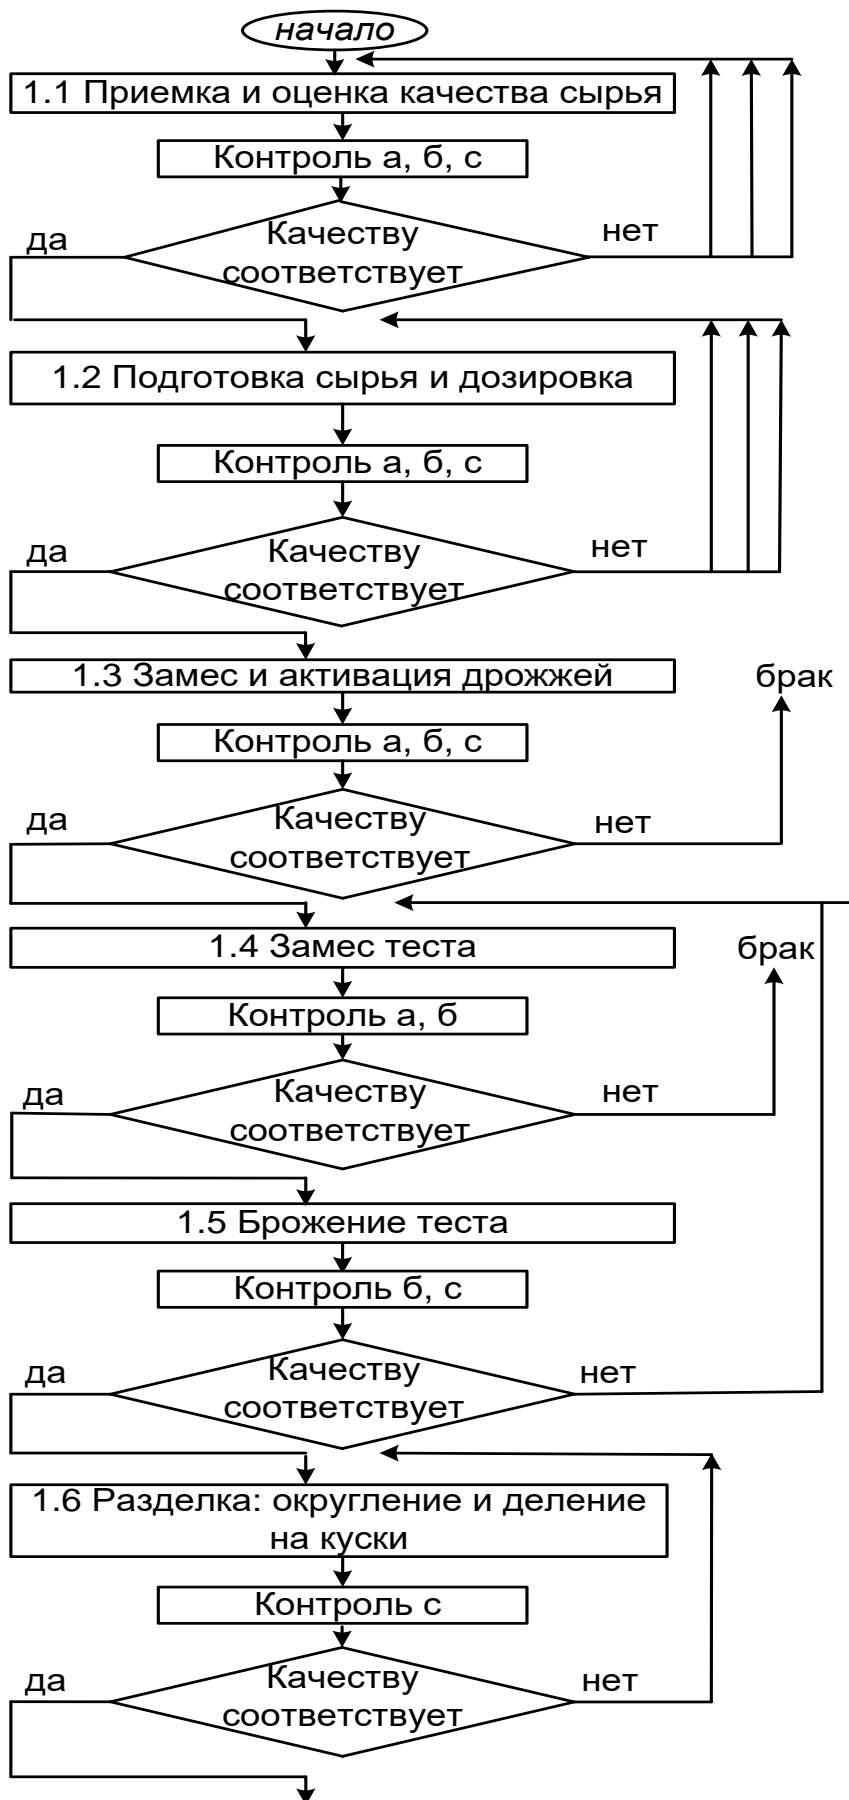 начало
1.1 Приемка и оценка качества сырья
Контроль а, б, с
да
Качеству
соответствует
нет
1.2 Подготовка сырья и дозировка
Контроль а, б, с
да
Качеству
соответствует
нет
1.3 Замес и активация дрожжей
брак
Контроль а, б, с
да
Качеству
соответствует
нет
1.4 Замес теста
брак
Контроль а, б
да
Качеству
соответствует
нет
1.5 Брожение теста
Контроль б, с
да
Качеству
соответствует
нет
1.6 Разделка: округление и деление
на куски
Контроль с
да
Качеству
соответствует
нет